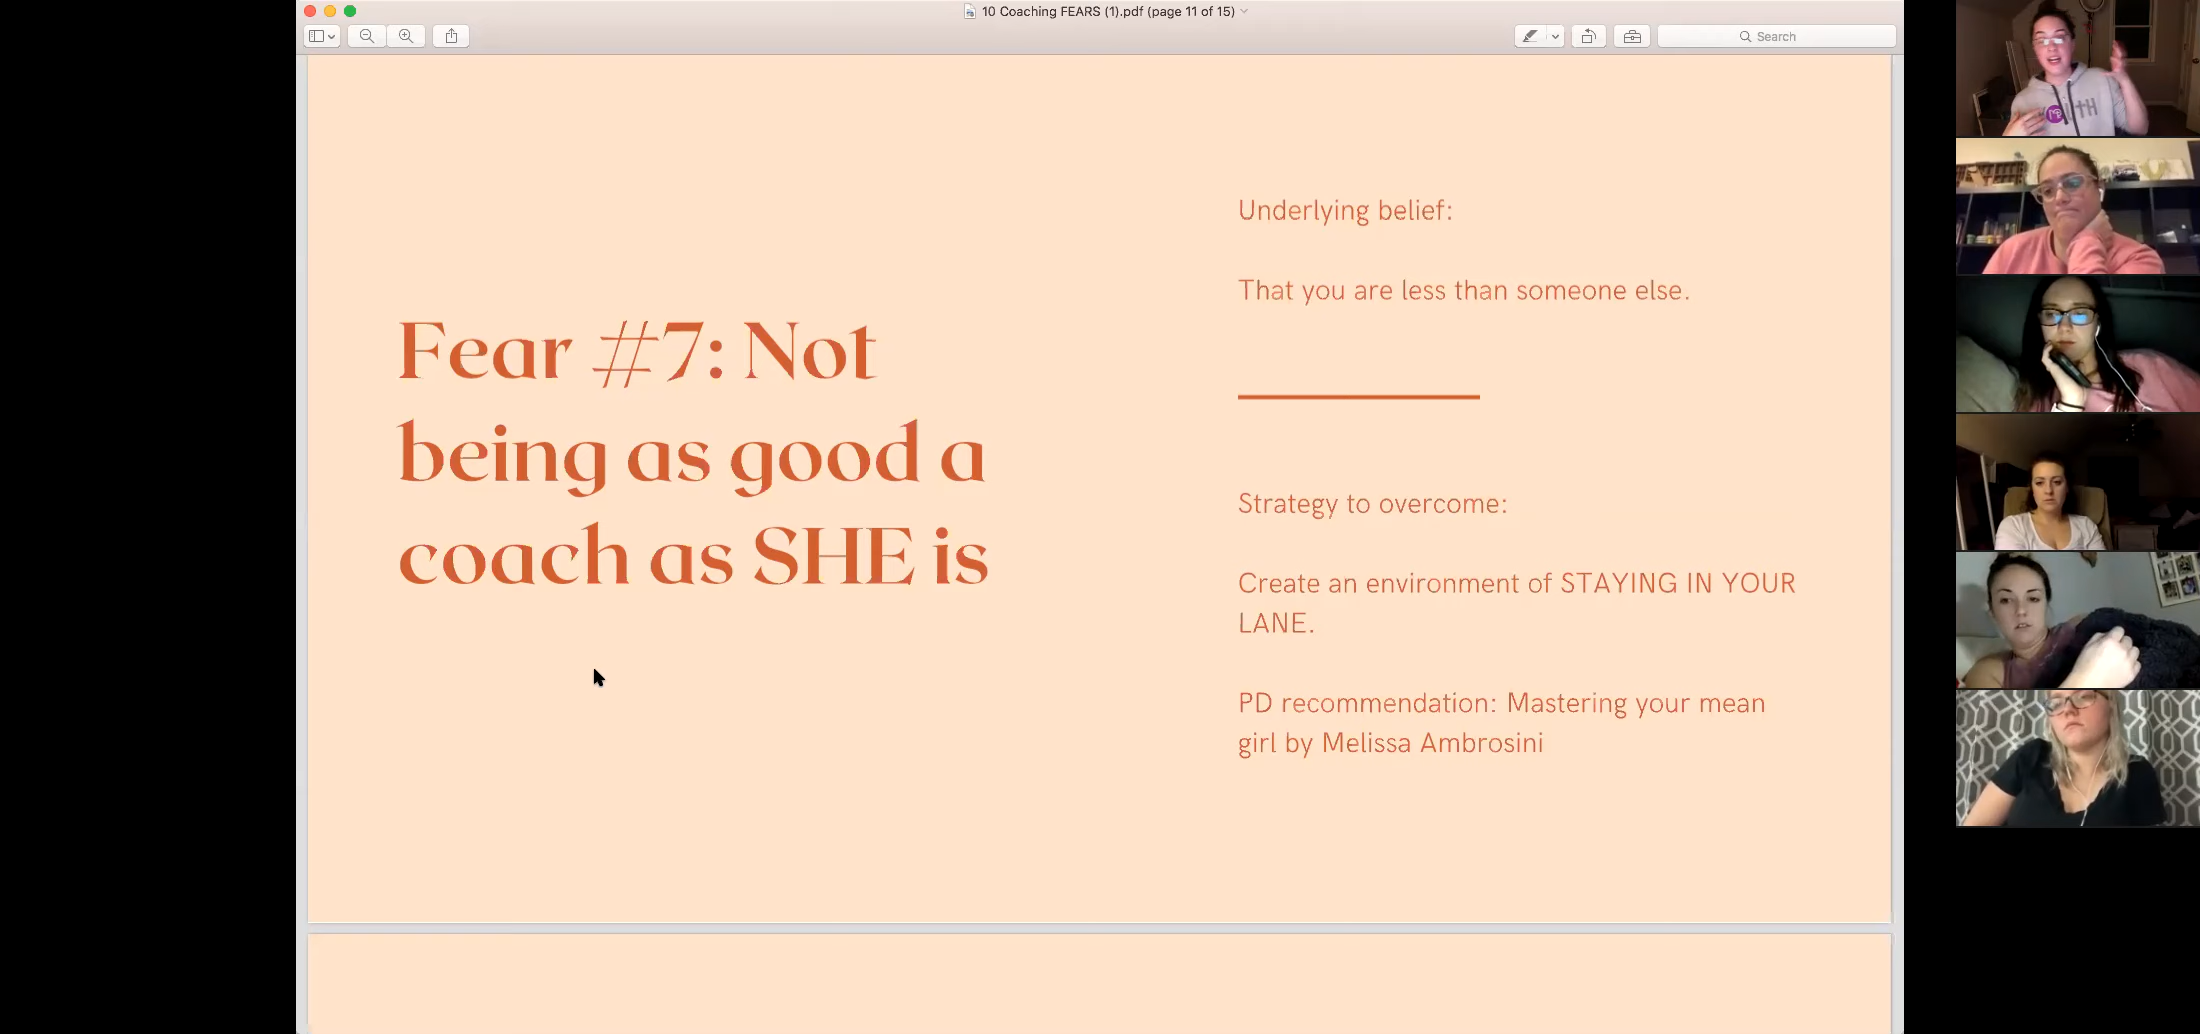 10 Coaching FEARS (1).pdf (page 11 of 15)
Search
Fear #7: Not
being as good a
coach as SHE is
Underlying belief:
That you are less than someone else.
Strategy to overcome:
Create an environment of STAYING IN YOUR
LANE.
PD recommendation: Mastering your mean
girl by Melissa Ambrosini